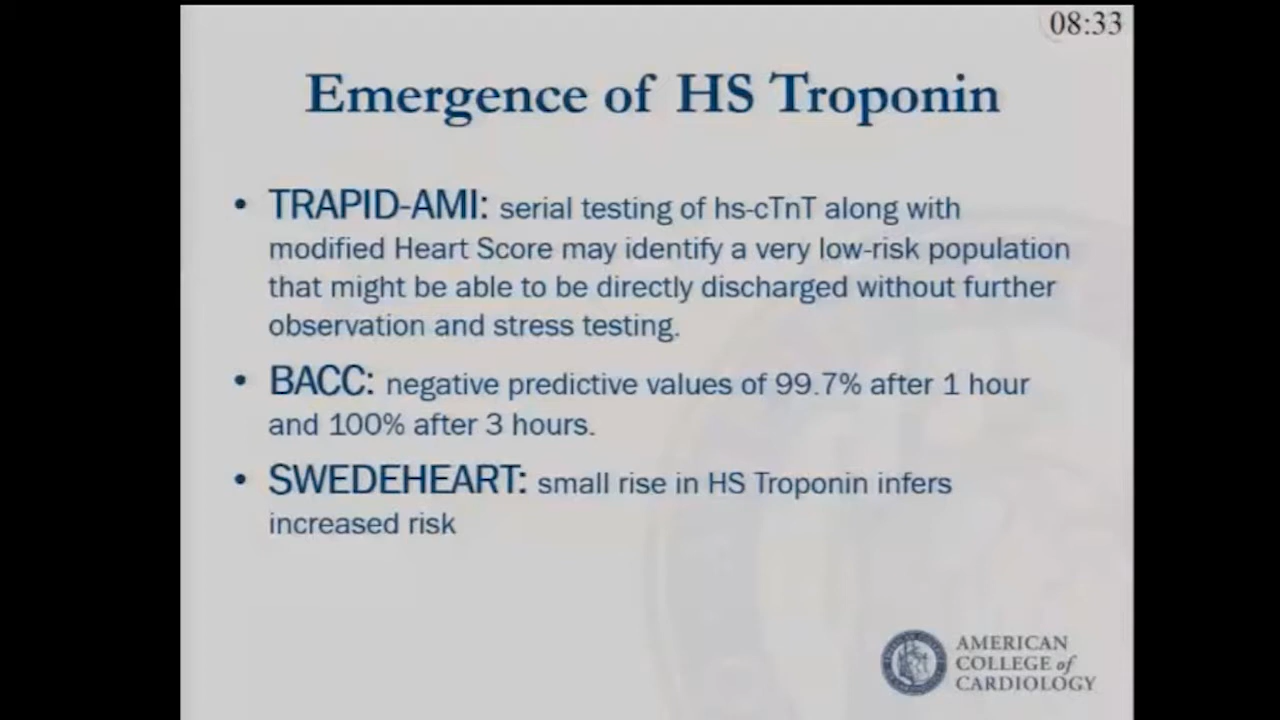 08:33
Emergence of HS Troponin
• TRAPID-AMI: serial testing of hs-cTnT along with
modified Heart Score may identify a very low-risk population
that might be able to be directly discharged without further
observation and stress testing.
• BACC: negative predictive values of 99.7% after 1 hour
and 100% after 3 hours.
• SWEDEHEART: small rise in HS Troponin infers
increased risk
AMERICAN
COLLEGE of
CARDIOLOGY